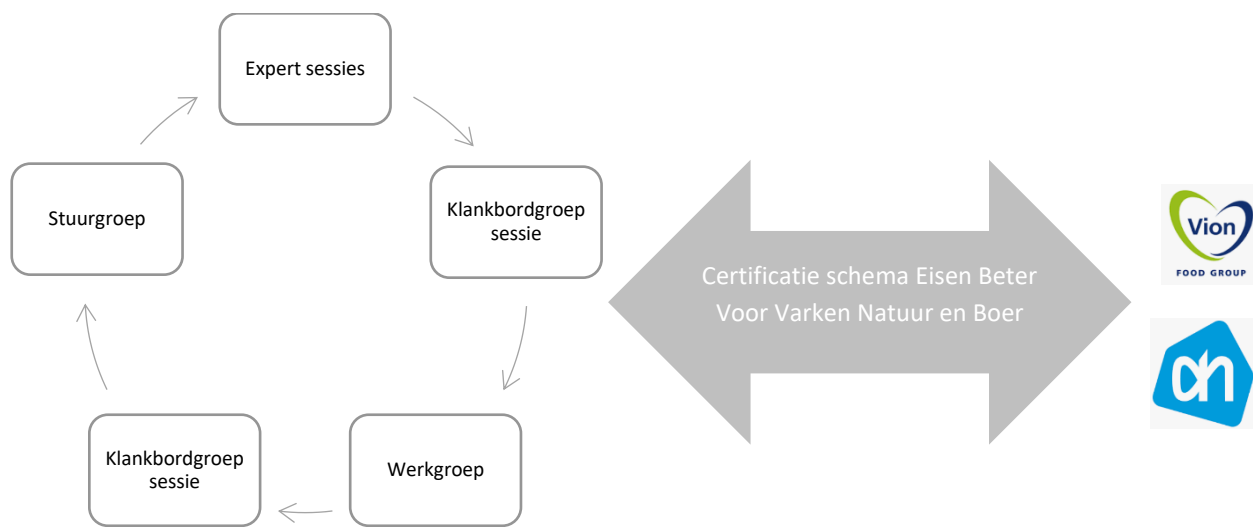 Expert sessies
Stuurgroep
Klankbordgroep
sessie
Certificatie schema Eisen Beter
Voor Varken Natuur en Boer
Vion
FOOD GROUP
ah
Klankbordgroep
sessie
Werkgroep